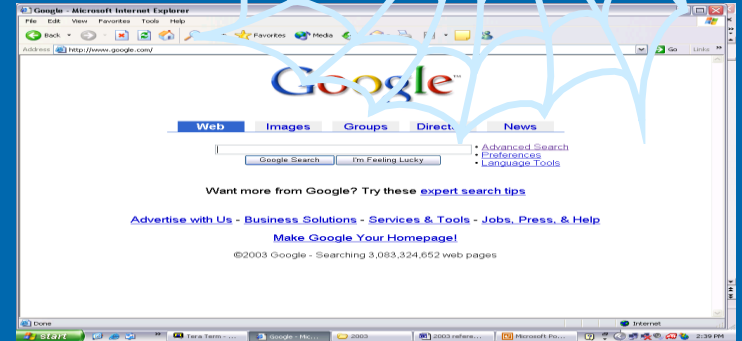 Google - Microsoft Internet Explorer
File Edit View Favorites Tools Help
Back Favorites Media
Address http://www.google.com/ Go Links »
Google™
Web Images Groups News
Google Search I'm Feeling Lucky
• Advanced Search
• Preferences
• Language Tools
Want more from Google? Try these expert search tips
Advertise with Us - Business Solutions - Services & Tools - Jobs, Press, & Help
Make Google Your Homepage!
©2003 Google - Searching 3,083,324,652 web pages
Done Internet
start » Tera Term - ... Google - Mic... 2003 2003 refere... Microsoft Po... 2:39 PM